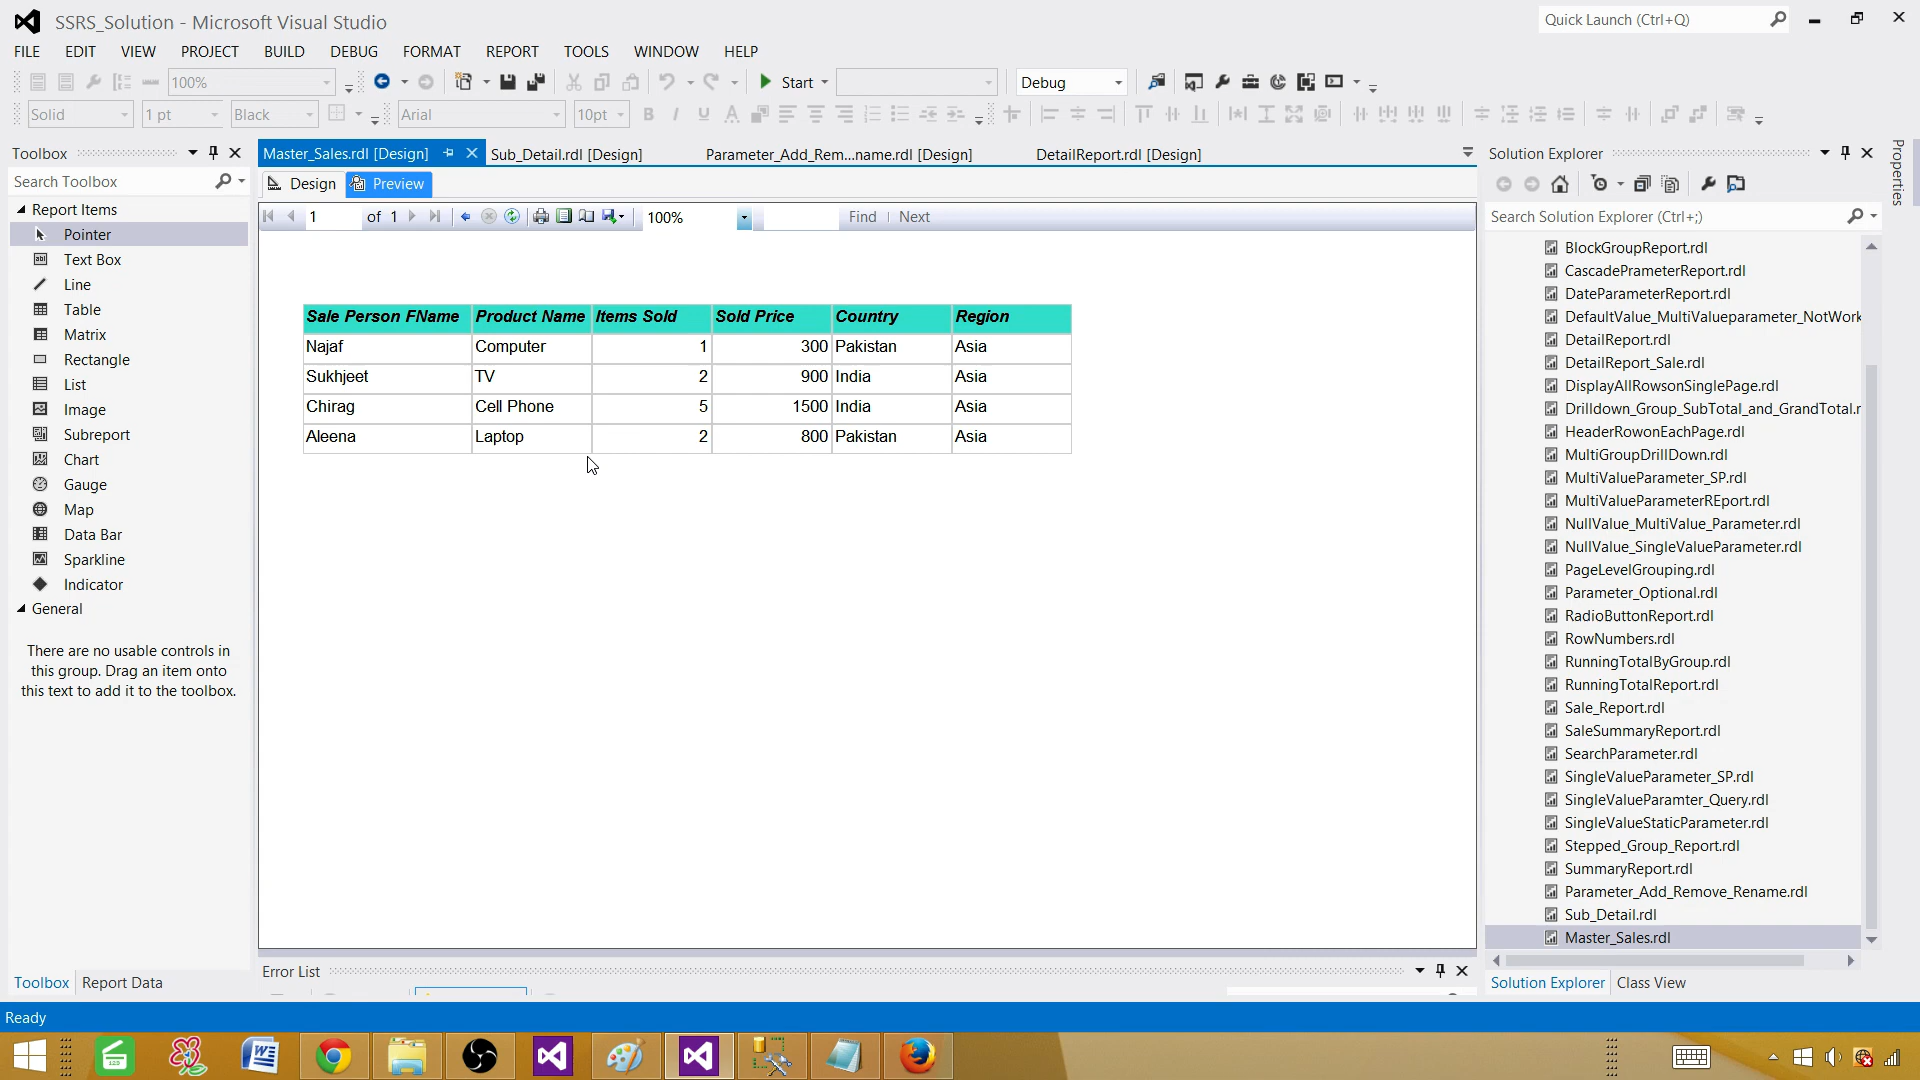 SSRS_Solution - Microsoft Visual Studio
Quick Launch (Ctrl+Q)
FILE EDIT VIEW PROJECT BUILD DEBUG FORMAT REPORT TOOLS WINDOW HELP
100% Start Debug
Solid 1 pt Black Arial 10pt B I U A
Toolbox
Search Toolbox
Report Items
Pointer
Text Box
Line
Table
Matrix
Rectangle
List
Image
Subreport
Chart
Gauge
Map
Data Bar
Sparkline
Indicator
General
There are no usable controls in
this group. Drag an item onto
this text to add it to the toolbox.
Toolbox Report Data
Master_Sales.rdl [Design] Sub_Detail.rdl [Design] Parameter_Add_Rem...name.rdl [Design] DetailReport.rdl [Design]
Design Preview
1 of 1 100% Find Next
Sale Person FName Product Name Items Sold Sold Price Country Region
Najaf Computer 1 300 Pakistan Asia
Sukhjeet TV 2 900 India Asia
Chirag Cell Phone 5 1500 India Asia
Aleena Laptop 2 800 Pakistan Asia
Error List
Solution Explorer
Search Solution Explorer (Ctrl+;)
BlockGroupReport.rdl
CascadePrameterReport.rdl
DateParameterReport.rdl
DefaultValue_MultiValueparameter_NotWork
DetailReport.rdl
DetailReport_Sale.rdl
DisplayAllRowsonSinglePage.rdl
Drilldown_Group_SubTotal_and_GrandTotal.r
HeaderRowonEachPage.rdl
MultiGroupDrillDown.rdl
MultiValueParameter_SP.rdl
MultiValueParameterREport.rdl
NullValue_MultiValue_Parameter.rdl
NullValue_SingleValueParameter.rdl
PageLevelGrouping.rdl
Parameter_Optional.rdl
RadioButtonReport.rdl
RowNumbers.rdl
RunningTotalByGroup.rdl
RunningTotalReport.rdl
Sale_Report.rdl
SaleSummaryReport.rdl
SearchParameter.rdl
SingleValueParameter_SP.rdl
SingleValueParamter_Query.rdl
SingleValueStaticParameter.rdl
Stepped_Group_Report.rdl
SummaryReport.rdl
Parameter_Add_Remove_Rename.rdl
Sub_Detail.rdl
Master_Sales.rdl
Solution Explorer Class View
Properties
Ready